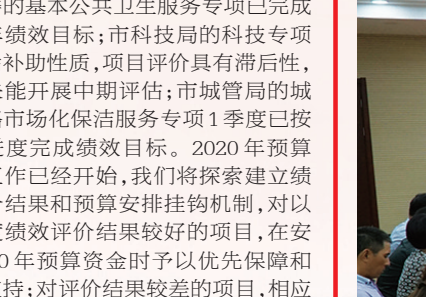 的基本公共卫生服务专项已完成
绩效目标;市科技局的科技专项
补助性质,项目评价具有滞后性,
能开展中期评估;市城管局的城
市场化保洁服务专项1季度已按
度完成绩效目标。2020年预算
作已经开始,我们将探索建立绩
结果和预算安排挂钩机制,对以
绩效评价结果较好的项目,在安
0年预算资金时予以优先保障和
持;对评价结果较差的项目,相应